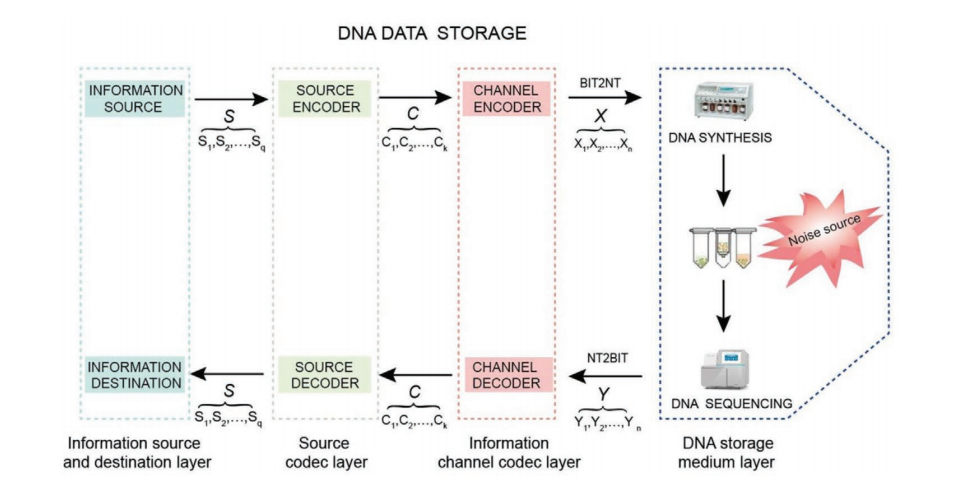 DNA DATA STORAGE
INFORMATION
SOURCE
S
S1,S2,...,Sq
SOURCE
ENCODER
C
C1,C2,...,Ck
CHANNEL
ENCODER
BIT2NT
X
X1,X2,...,Xn
DNA SYNTHESIS
Noise source
INFORMATION
DESTINATION
S
S1,S2,...,Sq
SOURCE
DECODER
C
C1,C2,...,Ck
CHANNEL
DECODER
NT2BIT
Y
Y1,Y2,...,Yn
DNA SEQUENCING
Information source
and destination layer
Source
codec layer
Information
channel codec layer
DNA storage
medium layer